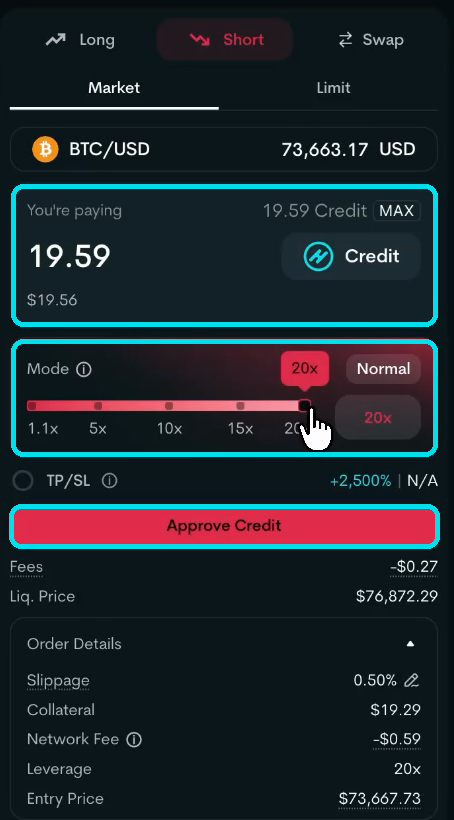 Long Short Swap
Market Limit
BTC/USD 73,663.17 USD
You're paying 19.59 Credit MAX
19.59 Credit
$19.56
Mode 20x Normal
1.1x 5x 10x 15x 20x
TP/SL +2,500% | N/A
Approve Credit
Fees -$0.27
Liq. Price $76,872.29
Order Details
Slippage 0.50%
Collateral $19.29
Network Fee -$0.59
Leverage 20x
Entry Price $73,667.73